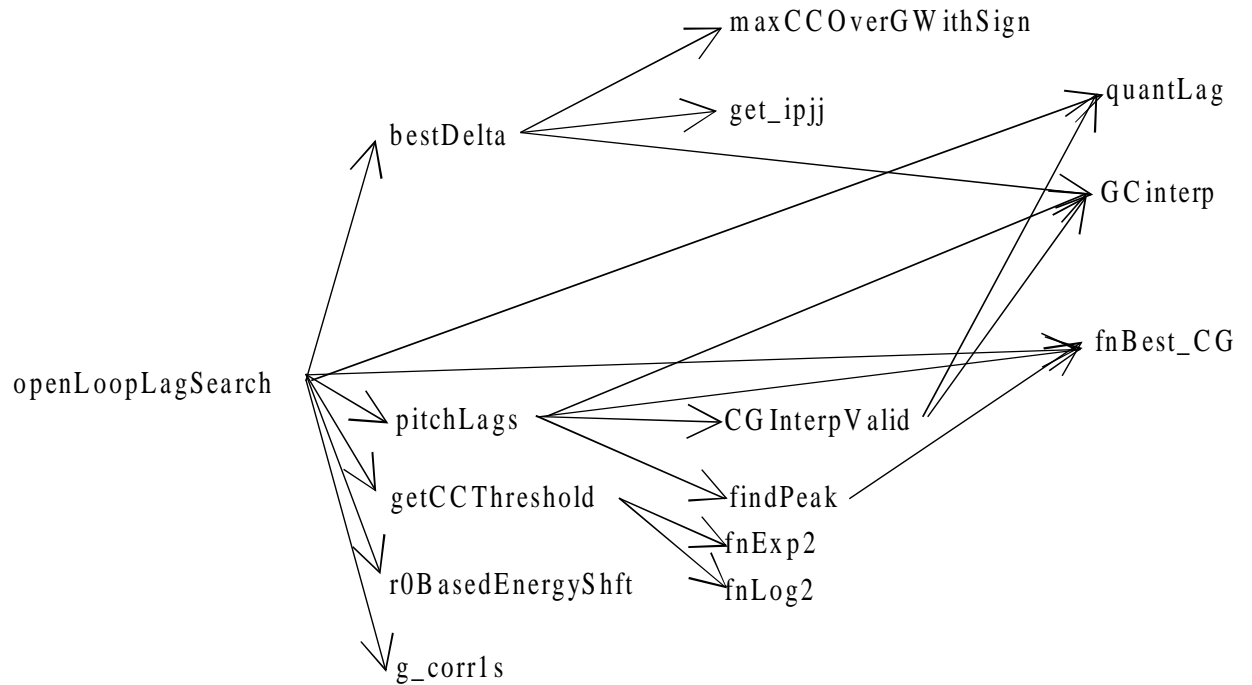 maxCCOverGWithSign
quantLag
get_ipjj
bestDelta
GCinterp
fnBest_CG
openLoopLagSearch
pitchLags
CGInterpValid
getCCThreshold
findPeak
fnExp2
r0BasedEnergyShft
fnLog2
g_corr1s